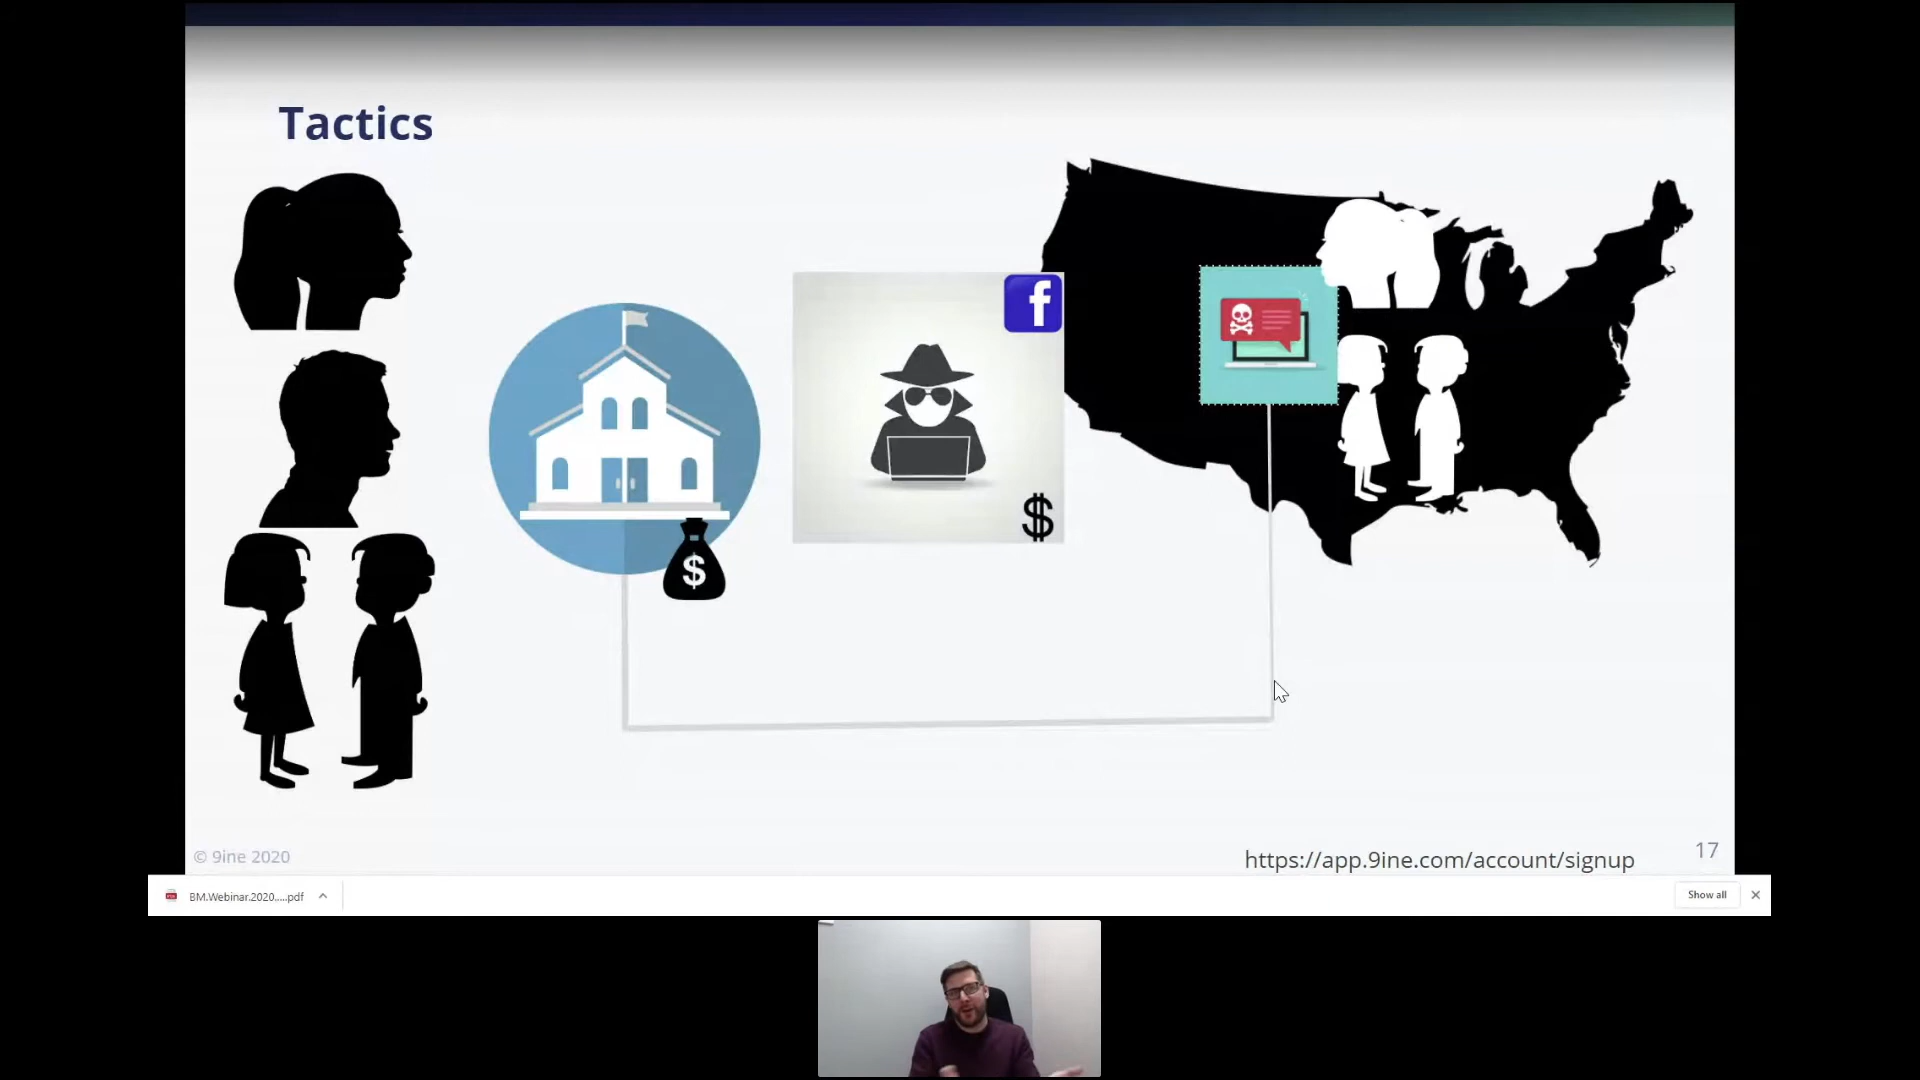 Tactics
f
$
$
© 9ine 2020
https://app.9ine.com/account/signup
17
BM.Webinar.2020.....pdf
Show all